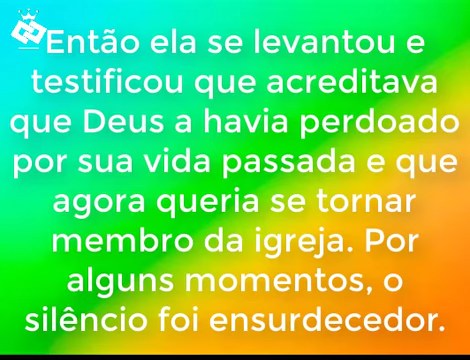 Então ela se levantou e
testificou que acreditava
que Deus a havia perdoado
por sua vida passada e que
agora queria se tornar
membro da igreja. Por
alguns momentos, o
silêncio foi ensurdecedor.